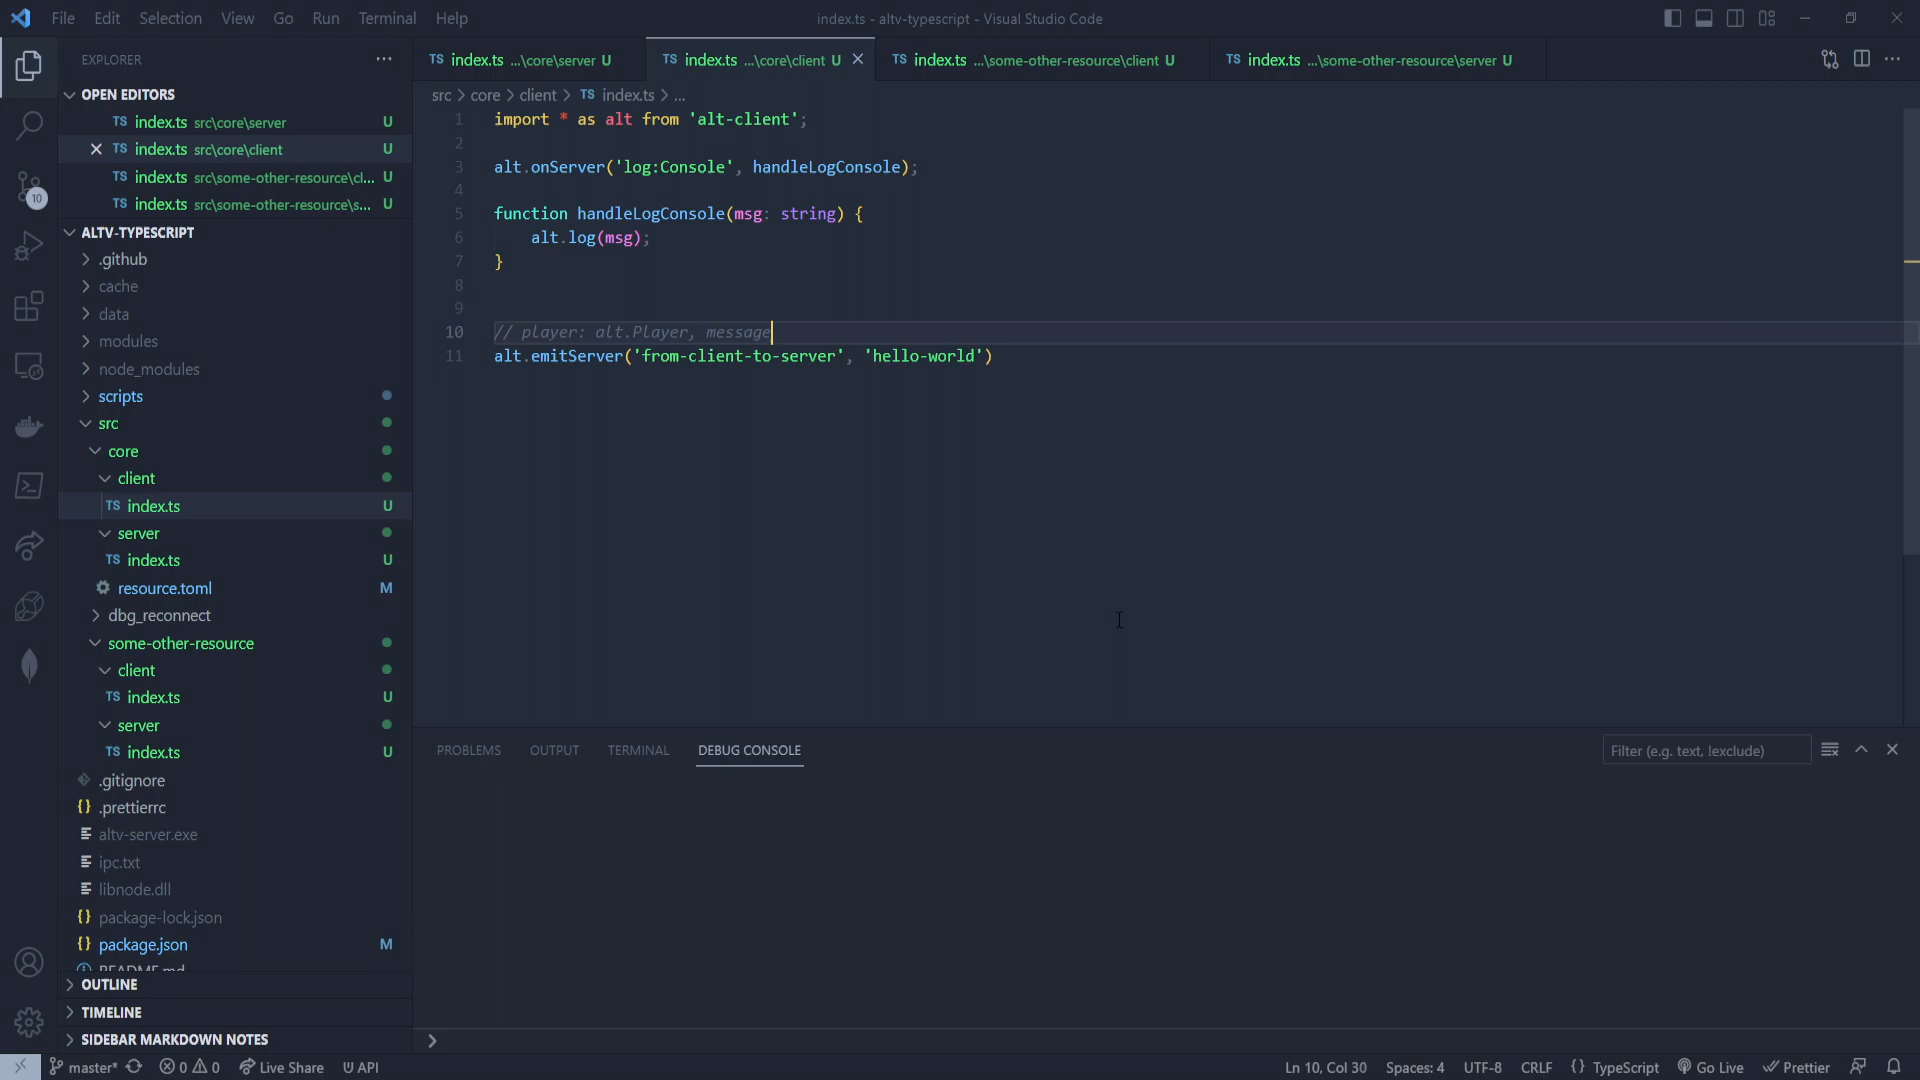 File Edit Selection View Go Run Terminal Help
index.ts - altv-typescript - Visual Studio Code
EXPLORER
OPEN EDITORS
TS index.ts src\core\server U
TS index.ts src\core\client U
TS index.ts src\some-other-resource\cl... U
TS index.ts src\some-other-resource\s... U
10
ALTV-TYPESCRIPT
.github
cache
data
modules
node_modules
scripts
src
core
client
TS index.ts U
server
TS index.ts U
resource.toml M
dbg_reconnect
some-other-resource
client
TS index.ts U
server
TS index.ts U
.gitignore
{} .prettierrc
altv-server.exe
ipc.txt
libnode.dll
{} package-lock.json
{} package.json M
README.md
OUTLINE
TIMELINE
SIDEBAR MARKDOWN NOTES
TS index.ts ...\core\server U
TS index.ts ...\core\client U
TS index.ts ...\some-other-resource\client U
TS index.ts ...\some-other-resource\server U
src > core > client > TS index.ts > ...
1 import * as alt from 'alt-client';
2
3 alt.onServer('log:Console', handleLogConsole);
4
5 function handleLogConsole(msg: string) {
6 alt.log(msg);
7 }
8
9
10 // player: alt.Player, message
11 alt.emitServer('from-client-to-server', 'hello-world')
PROBLEMS OUTPUT TERMINAL DEBUG CONSOLE
Filter (e.g. text, !exclude)
master* 0 0 Live Share API
Ln 10, Col 30 Spaces: 4 UTF-8 CRLF {} TypeScript Go Live Prettier